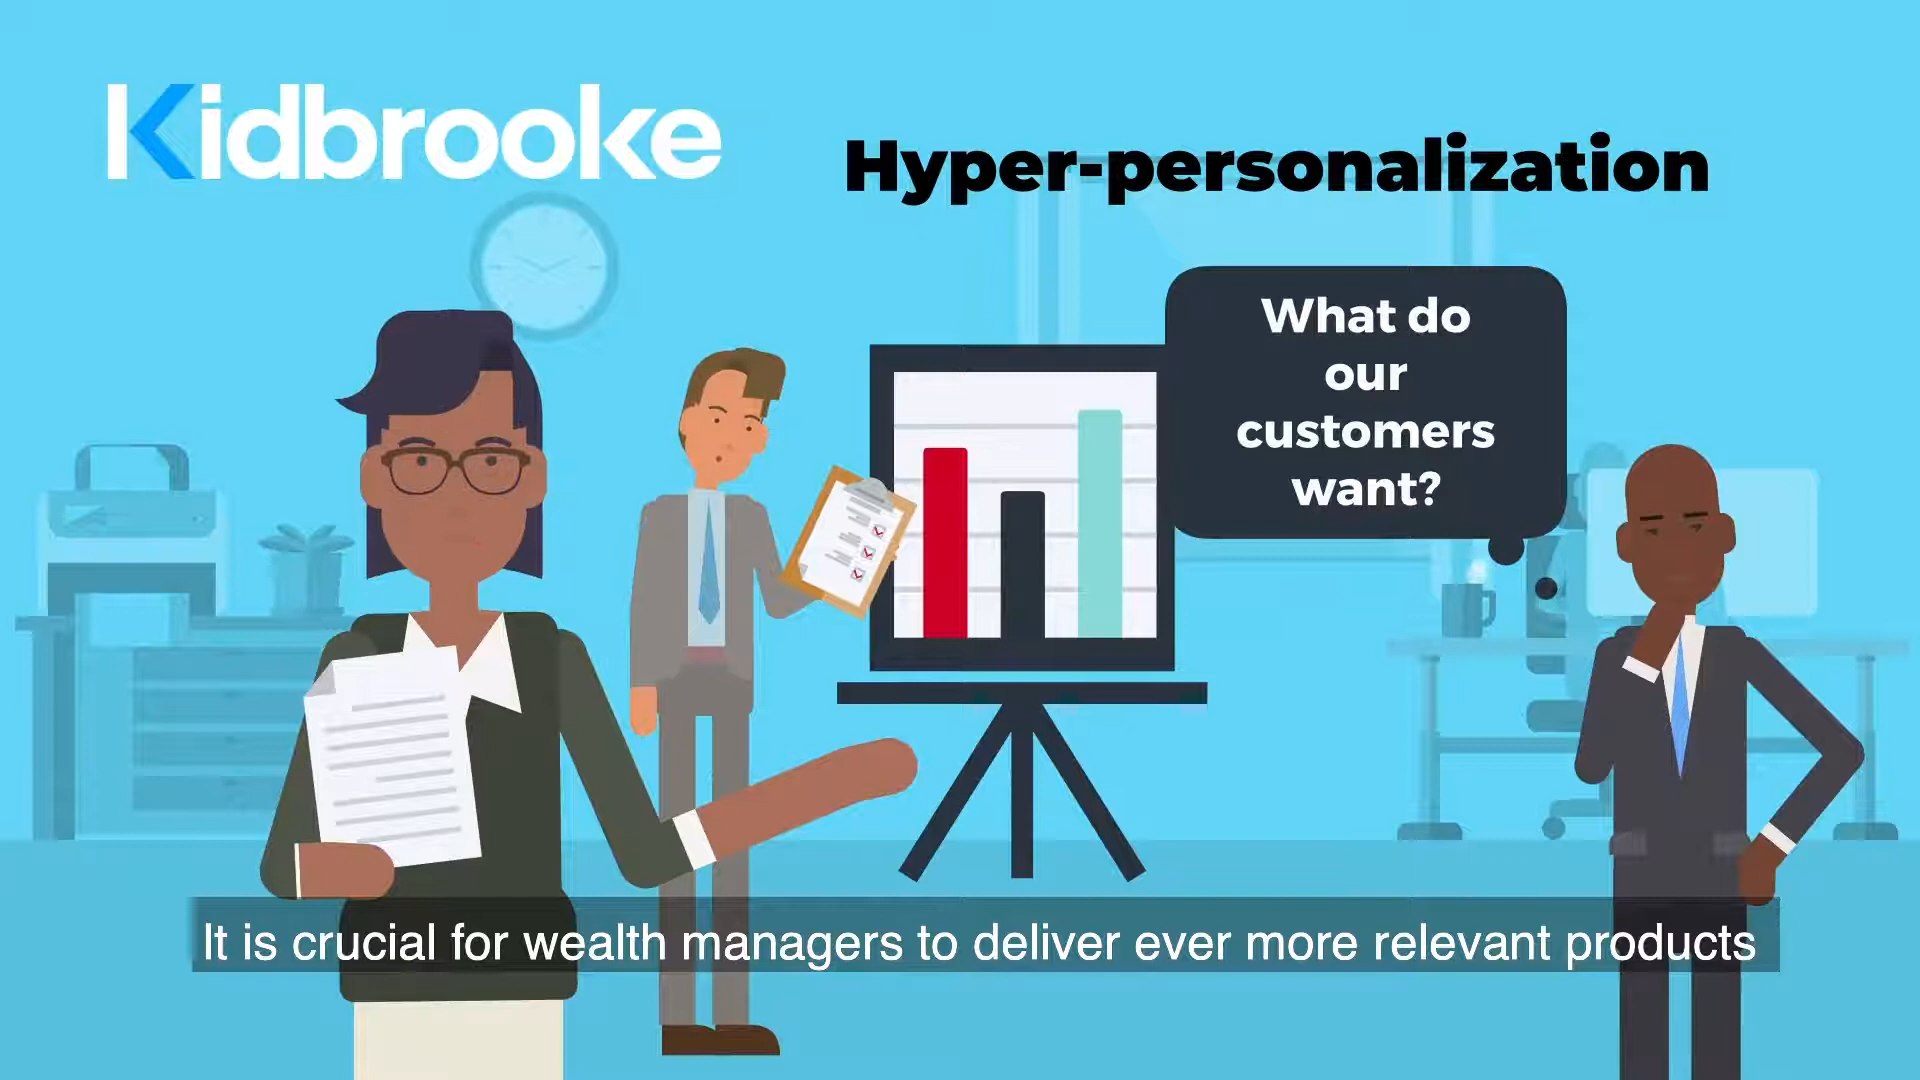 Kidbrooke
Hyper-personalization
What do
our
customers
want?
It is crucial for wealth managers to deliver ever more relevant products